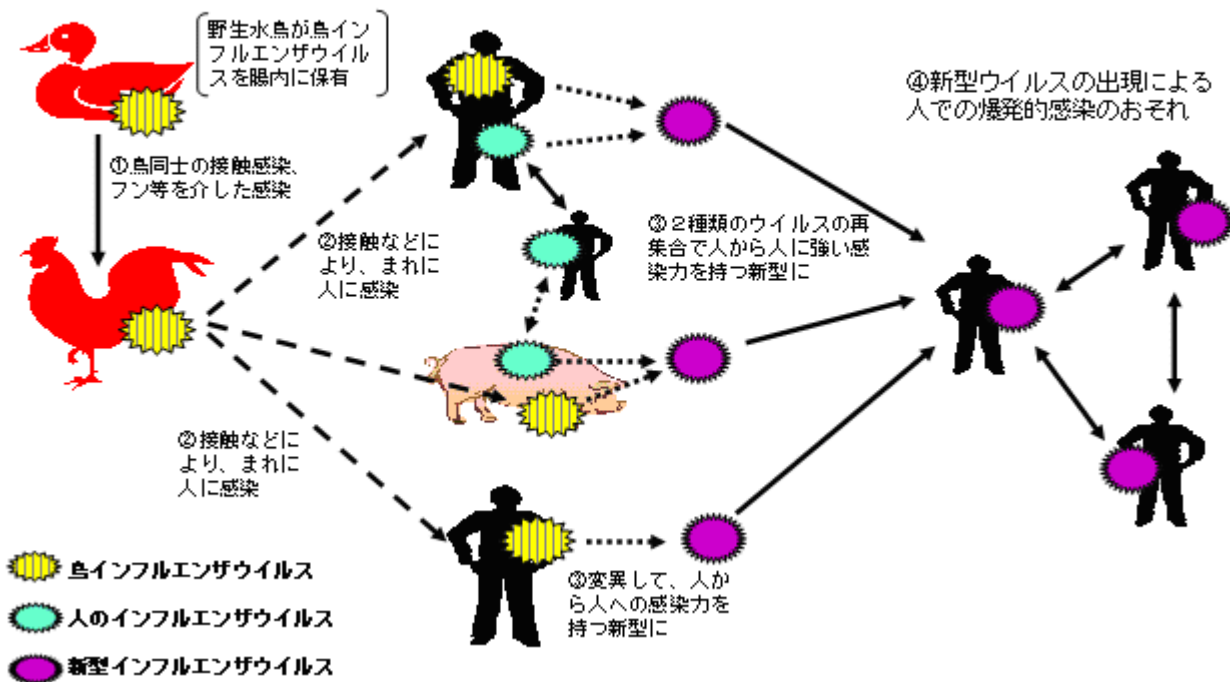 野生水鳥が鳥イン
フルエンザウイル
スを腸内に保有
①鳥同士の接触感染、
フン等を介した感染
②接触などに
より、まれに
人に感染
②接触などに
より、まれに
人に感染
③２種類のウイルスの再
集合で人から人に強い感
染力を持つ新型に
③変異して、人か
ら人への感染力を
持つ新型に
④新型ウイルスの出現による
人での爆発的感染のおそれ
鳥インフルエンザウイルス
人のインフルエンザウイルス
新型インフルエンザウイルス